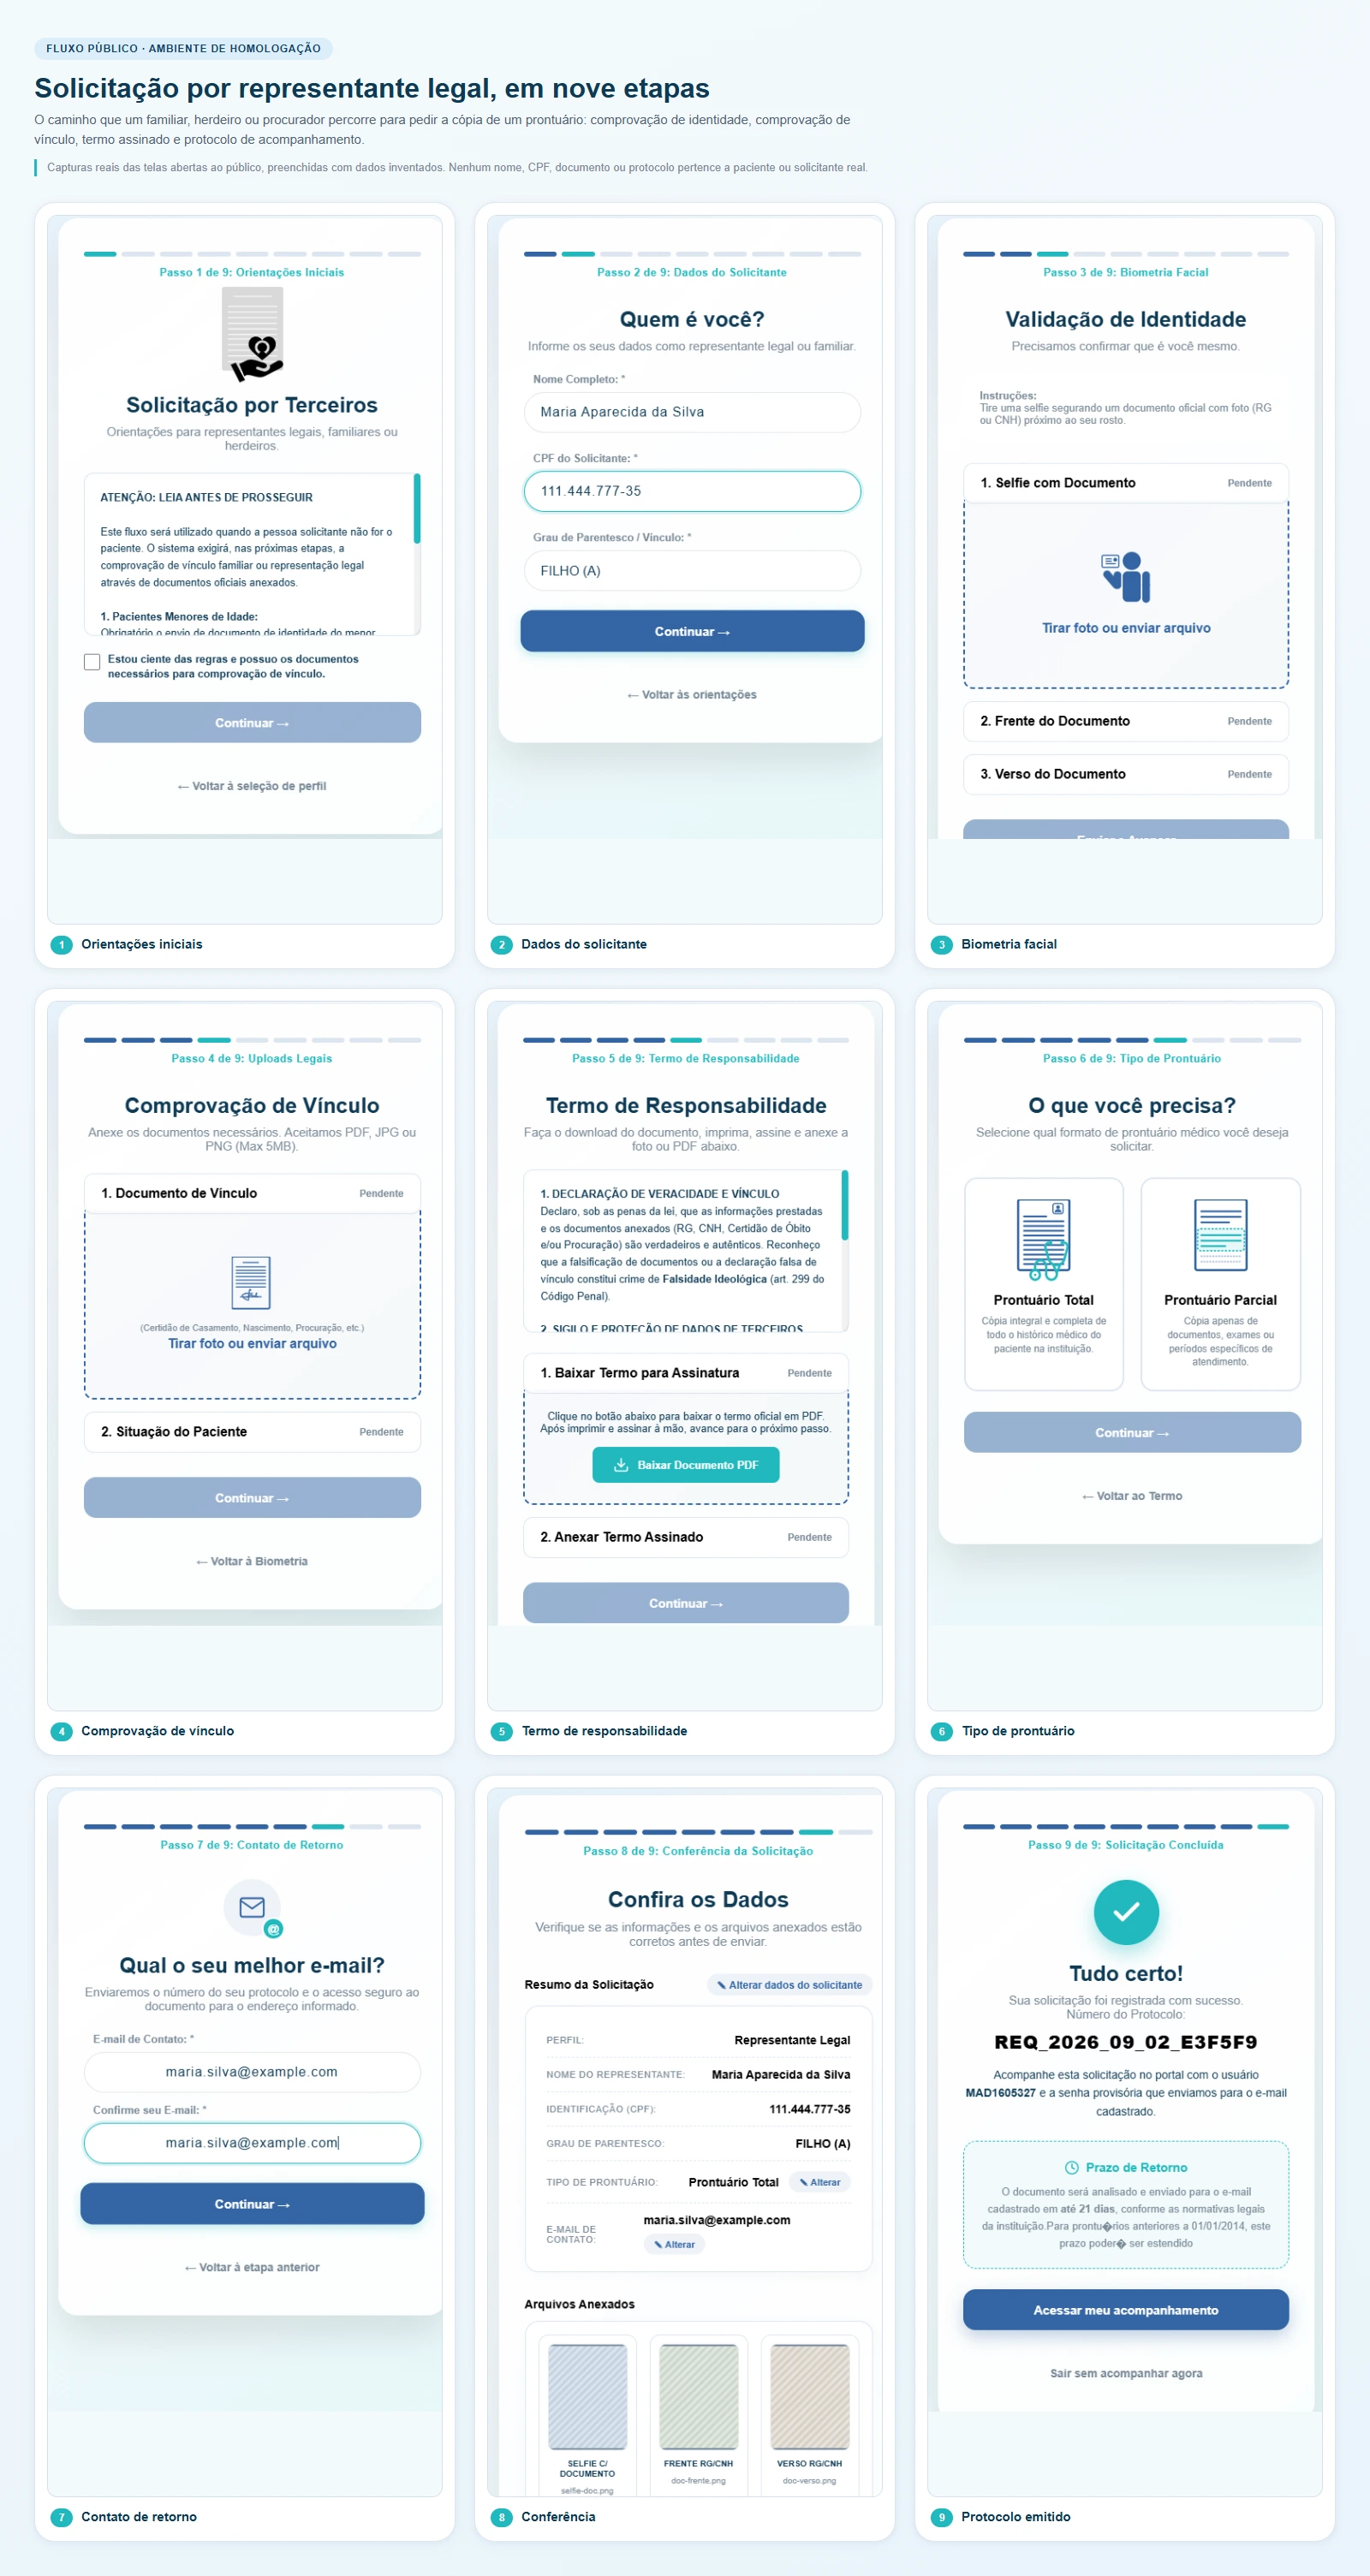 FLUXO PÚBLICO · AMBIENTE DE HOMOLOGAÇÃO
Solicitação por representante legal, em nove etapas
O caminho que um familiar, herdeiro ou procurador percorre para pedir a cópia de um prontuário: comprovação de identidade, comprovação de
vínculo, termo assinado e protocolo de acompanhamento.
Capturas reais das telas abertas ao público, preenchidas com dados inventados. Nenhum nome, CPF, documento ou protocolo pertence a paciente ou solicitante real.
Passo 1 de 9: Orientações Iniciais
Solicitação por Terceiros
Orientações para representantes legais, familiares ou
herdeiros.
ATENÇÃO: LEIA ANTES DE PROSSEGUIR
Este fluxo será utilizado quando a pessoa solicitante não for o
paciente. O sistema exigirá, nas próximas etapas, a
comprovação de vínculo familiar ou representação legal
através de documentos oficiais anexados.
1. Pacientes Menores de Idade:
Obrigatório o envio de documento de identidade do menor
Estou ciente das regras e possuo os documentos
necessários para comprovação de vínculo.
Continuar →
← Voltar à seleção de perfil
1 Orientações iniciais
Passo 2 de 9: Dados do Solicitante
Quem é você?
Informe os seus dados como representante legal ou familiar.
Nome Completo: *
Maria Aparecida da Silva
CPF do Solicitante: *
111.444.777-35
Grau de Parentesco / Vínculo: *
FILHO (A)
Continuar →
← Voltar às orientações
2 Dados do solicitante
Passo 3 de 9: Biometria Facial
Validação de Identidade
Precisamos confirmar que é você mesmo.
Instruções:
Tire uma selfie segurando um documento oficial com foto (RG
ou CNH) próximo ao seu rosto.
1. Selfie com Documento Pendente
Tirar foto ou enviar arquivo
2. Frente do Documento Pendente
3. Verso do Documento Pendente
3 Biometria facial
Passo 4 de 9: Uploads Legais
Comprovação de Vínculo
Anexe os documentos necessários. Aceitamos PDF, JPG ou
PNG (Max 5MB).
1. Documento de Vínculo Pendente
(Certidão de Casamento, Nascimento, Procuração, etc.)
Tirar foto ou enviar arquivo
2. Situação do Paciente Pendente
Continuar →
← Voltar à Biometria
4 Comprovação de vínculo
Passo 5 de 9: Termo de Responsabilidade
Termo de Responsabilidade
Faça o download do documento, imprima, assine e anexe a
foto ou PDF abaixo.
1. DECLARAÇÃO DE VERACIDADE E VÍNCULO
Declaro, sob as penas da lei, que as informações prestadas
e os documentos anexados (RG, CNH, Certidão de Óbito
e/ou Procuração) são verdadeiros e autênticos. Reconheço
que a falsificação de documentos ou a declaração falsa de
vínculo constitui crime de Falsidade Ideológica (art. 299 do
Código Penal).
2. SIGILO E PROTEÇÃO DE DADOS DE TERCEIROS
1. Baixar Termo para Assinatura Pendente
Clique no botão abaixo para baixar o termo oficial em PDF.
Após imprimir e assinar à mão, avance para o próximo passo.
Baixar Documento PDF
2. Anexar Termo Assinado Pendente
Continuar →
5 Termo de responsabilidade
Passo 6 de 9: Tipo de Prontuário
O que você precisa?
Selecione qual formato de prontuário médico você deseja
solicitar.
Prontuário Total
Cópia integral e completa de
todo o histórico médico do
paciente na instituição.
Prontuário Parcial
Cópia apenas de
documentos, exames ou
períodos específicos de
atendimento.
Continuar →
← Voltar ao Termo
6 Tipo de prontuário
Passo 7 de 9: Contato de Retorno
@
Qual o seu melhor e-mail?
Enviaremos o número do seu protocolo e o acesso seguro ao
documento para o endereço informado.
E-mail de Contato: *
maria.silva@example.com
Confirme seu E-mail: *
maria.silva@example.com
Continuar →
← Voltar à etapa anterior
7 Contato de retorno
Passo 8 de 9: Conferência da Solicitação
Confira os Dados
Verifique se as informações e os arquivos anexados estão
corretos antes de enviar.
Resumo da Solicitação Alterar dados do solicitante
PERFIL: Representante Legal
NOME DO REPRESENTANTE: Maria Aparecida da Silva
IDENTIFICAÇÃO (CPF): 111.444.777-35
GRAU DE PARENTESCO: FILHO (A)
TIPO DE PRONTUÁRIO: Prontuário Total Alterar
E-MAIL DE
CONTATO:
maria.silva@example.com
Alterar
Arquivos Anexados
SELFIE C/
DOCUMENTO
selfie-doc.png
FRENTE RG/CNH
doc-frente.png
VERSO RG/CNH
doc-verso.png
8 Conferência
Passo 9 de 9: Solicitação Concluída
Tudo certo!
Sua solicitação foi registrada com sucesso.
Número do Protocolo:
REQ_2026_09_02_E3F5F9
Acompanhe esta solicitação no portal com o usuário
MAD1605327 e a senha provisória que enviamos para o e-mail
cadastrado.
Prazo de Retorno
O documento será analisado e enviado para o e-mail
cadastrado em até 21 dias, conforme as normativas legais
da instituição.Para prontu�rios anteriores a 01/01/2014, este
prazo poder� ser estendido
Acessar meu acompanhamento
Sair sem acompanhar agora
9 Protocolo emitido